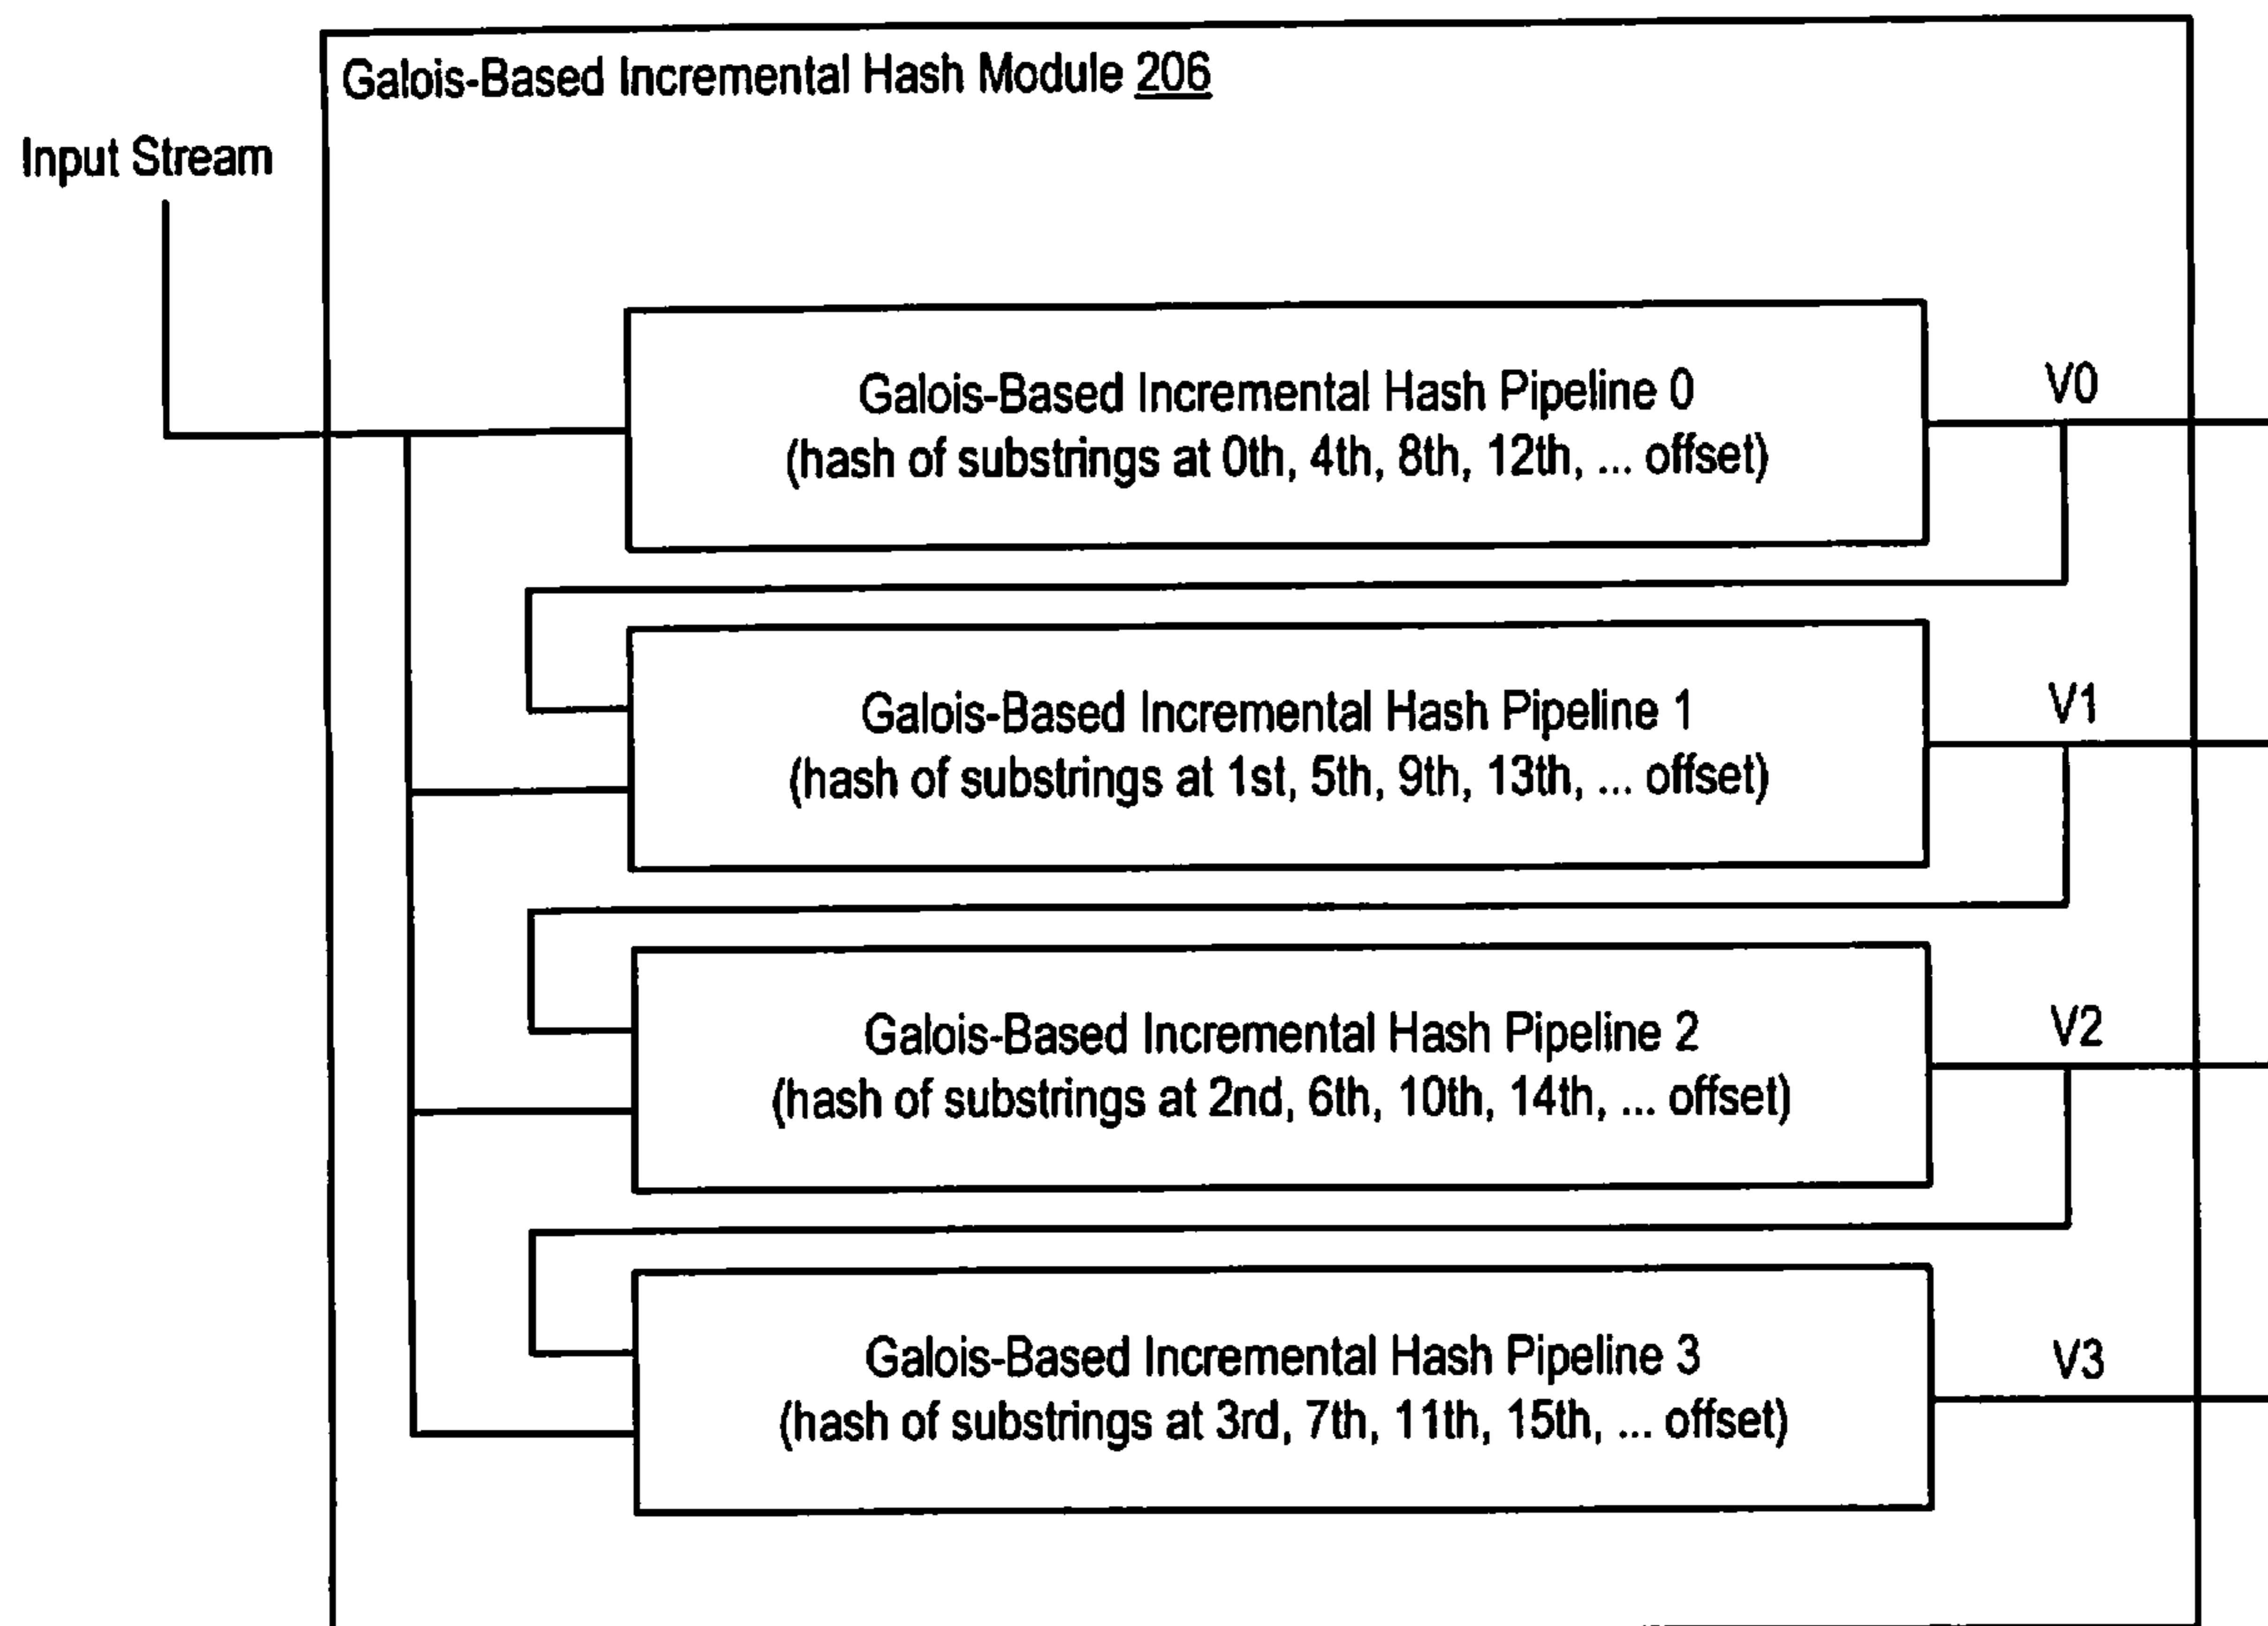 Galois-Based Incremental Hash Module 206
Input Stream
Galois-Based Incremental Hash Pipeline 0
(hash of substrings at 0th, 4th, 8th, 12th, ... offset)
V0
Galois-Based Incremental Hash Pipeline 1
(hash of substrings at 1st, 5th, 9th, 13th, ... offset)
V1
Galois-Based Incremental Hash Pipeline 2
(hash of substrings at 2nd, 6th, 10th, 14th, ... offset)
V2
Galois-Based Incremental Hash Pipeline 3
(hash of substrings at 3rd, 7th, 11th, 15th, ... offset)
V3